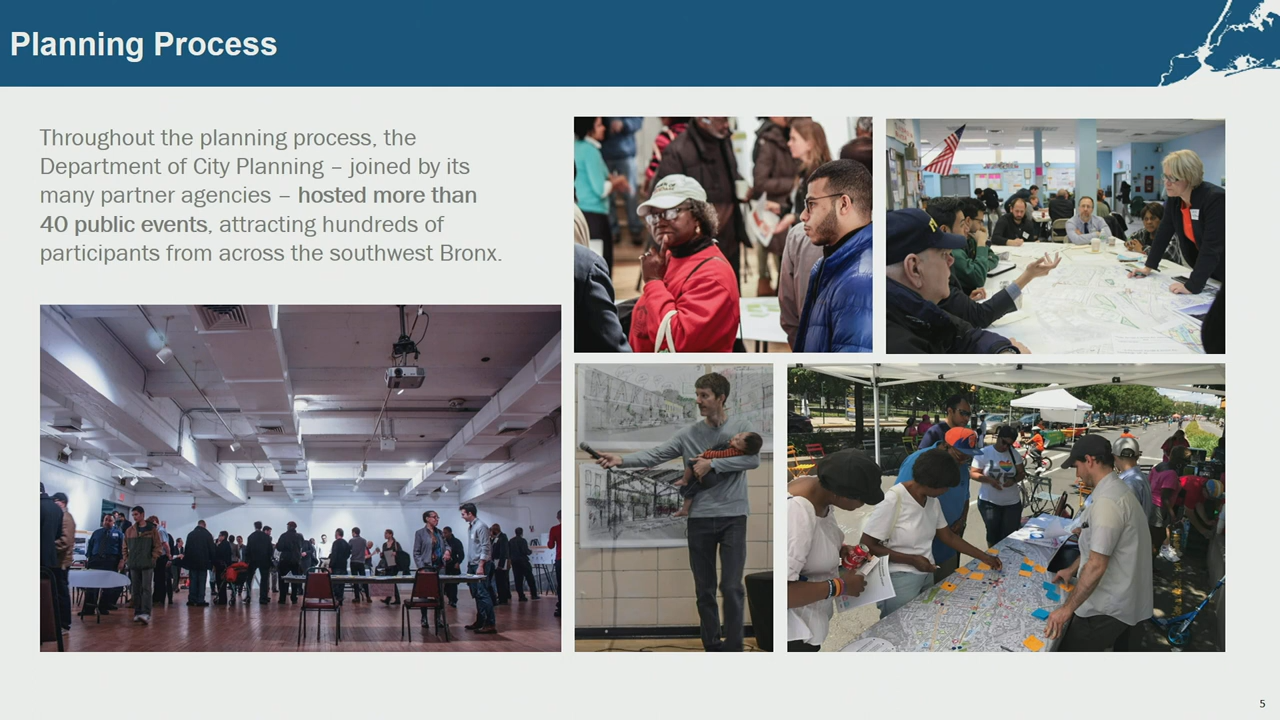 Planning Process
Throughout the planning process, the
Department of City Planning – joined by its
many partner agencies – hosted more than
40 public events, attracting hundreds of
participants from across the southwest Bronx.
5